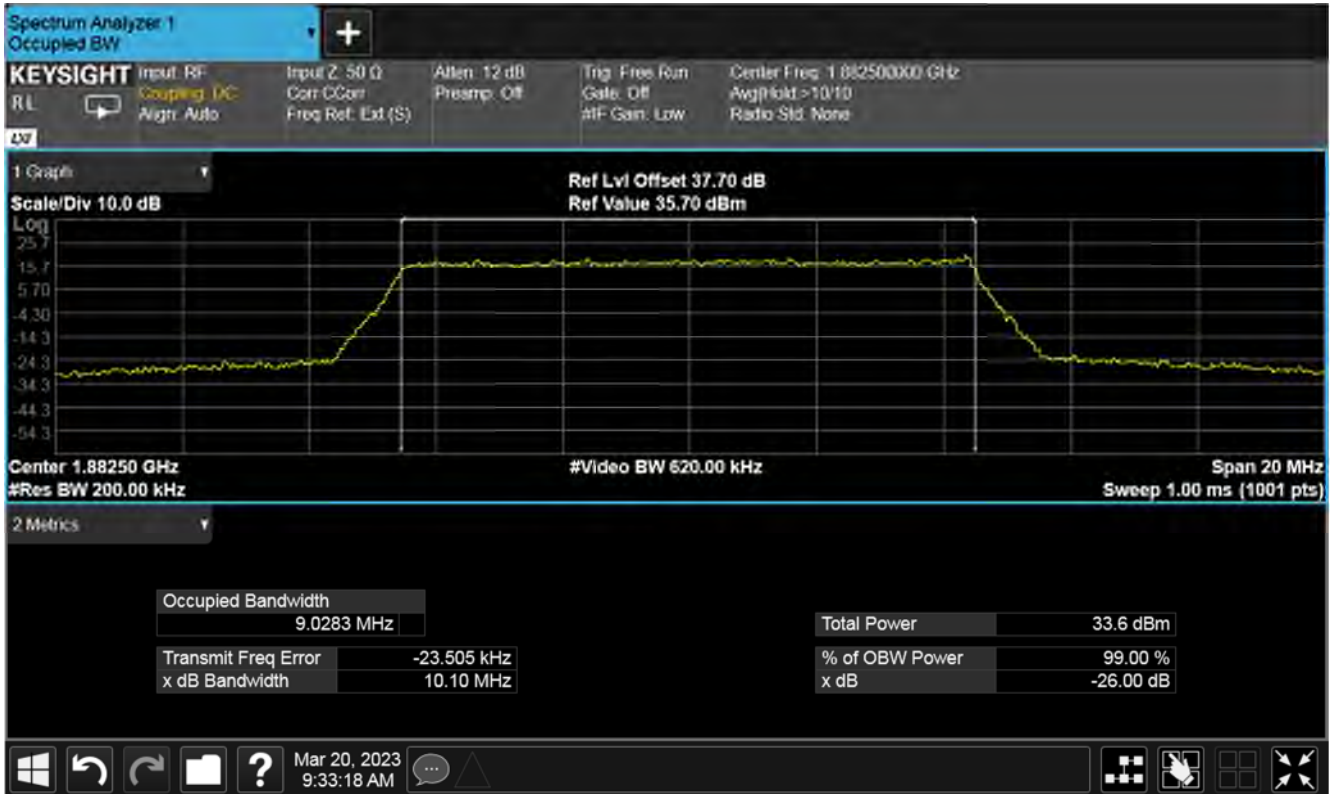 Spectrum Analyzer 1
Occupied BW
KEYSIGHT
R L
LXI
Input: RF
Coupling: DC
Align: Auto
Input Z: 50 Ω
Corr CCorr
Freq Ref: Ext (S)
Atten: 12 dB
Preamp: Off
Trig: Free Run
Gate: Off
#IF Gain: Low
Center Freq: 1.882500000 GHz
Avg|Hold:>10/10
Radio Std: None
1 Graph
Scale/Div 10.0 dB
Ref Lvl Offset 37.70 dB
Ref Value 35.70 dBm
Log
25.7
15.7
5.70
-4.30
-14.3
-24.3
-34.3
-44.3
-54.3
Center 1.88250 GHz
#Video BW 620.00 kHz
Span 20 MHz
#Res BW 200.00 kHz
Sweep 1.00 ms (1001 pts)
2 Metrics
Occupied Bandwidth
9.0283 MHz
Total Power 33.6 dBm
Transmit Freq Error -23.505 kHz
% of OBW Power 99.00 %
x dB Bandwidth 10.10 MHz
x dB -26.00 dB
?
Mar 20, 2023
9:33:18 AM